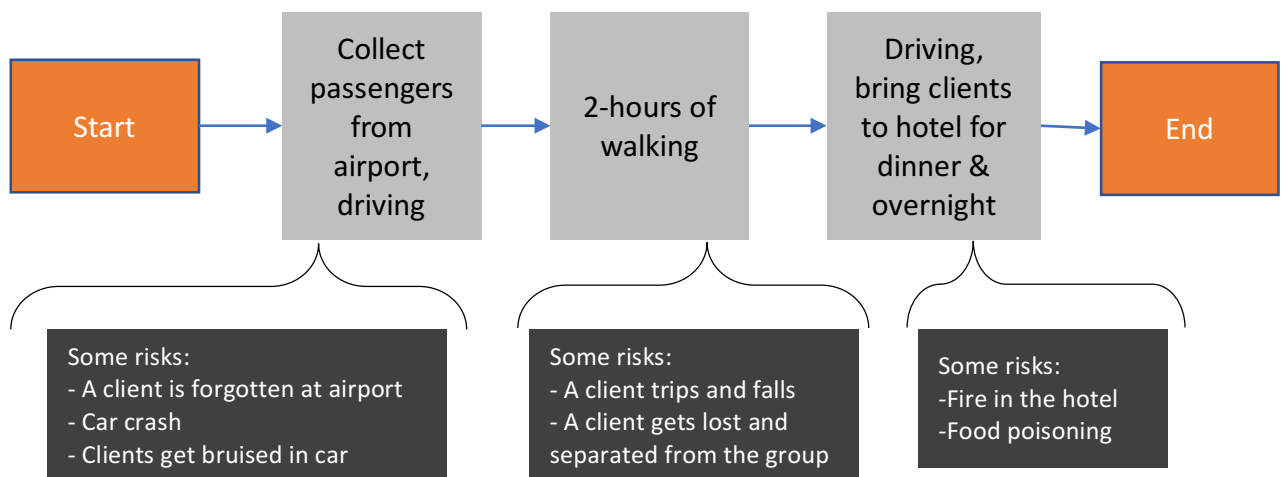 Start
Collect
passengers
from
airport,
driving
2-hours of
walking
Driving,
bring clients
to hotel for
dinner &
overnight
End
Some risks:
- A client is forgotten at airport
- Car crash
- Clients get bruised in car
Some risks:
- A client trips and falls
- A client gets lost and
separated from the group
Some risks:
-Fire in the hotel
-Food poisoning